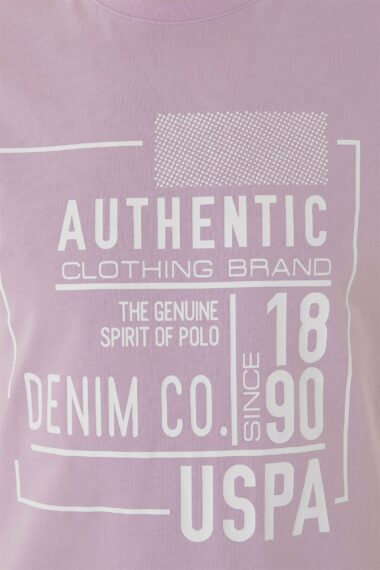 AUTHENTIC
CLOTHING BRAND
THE GENUINE
SPIRIT OF POLO
DENIM CO.
SINCE
18
90
USPA